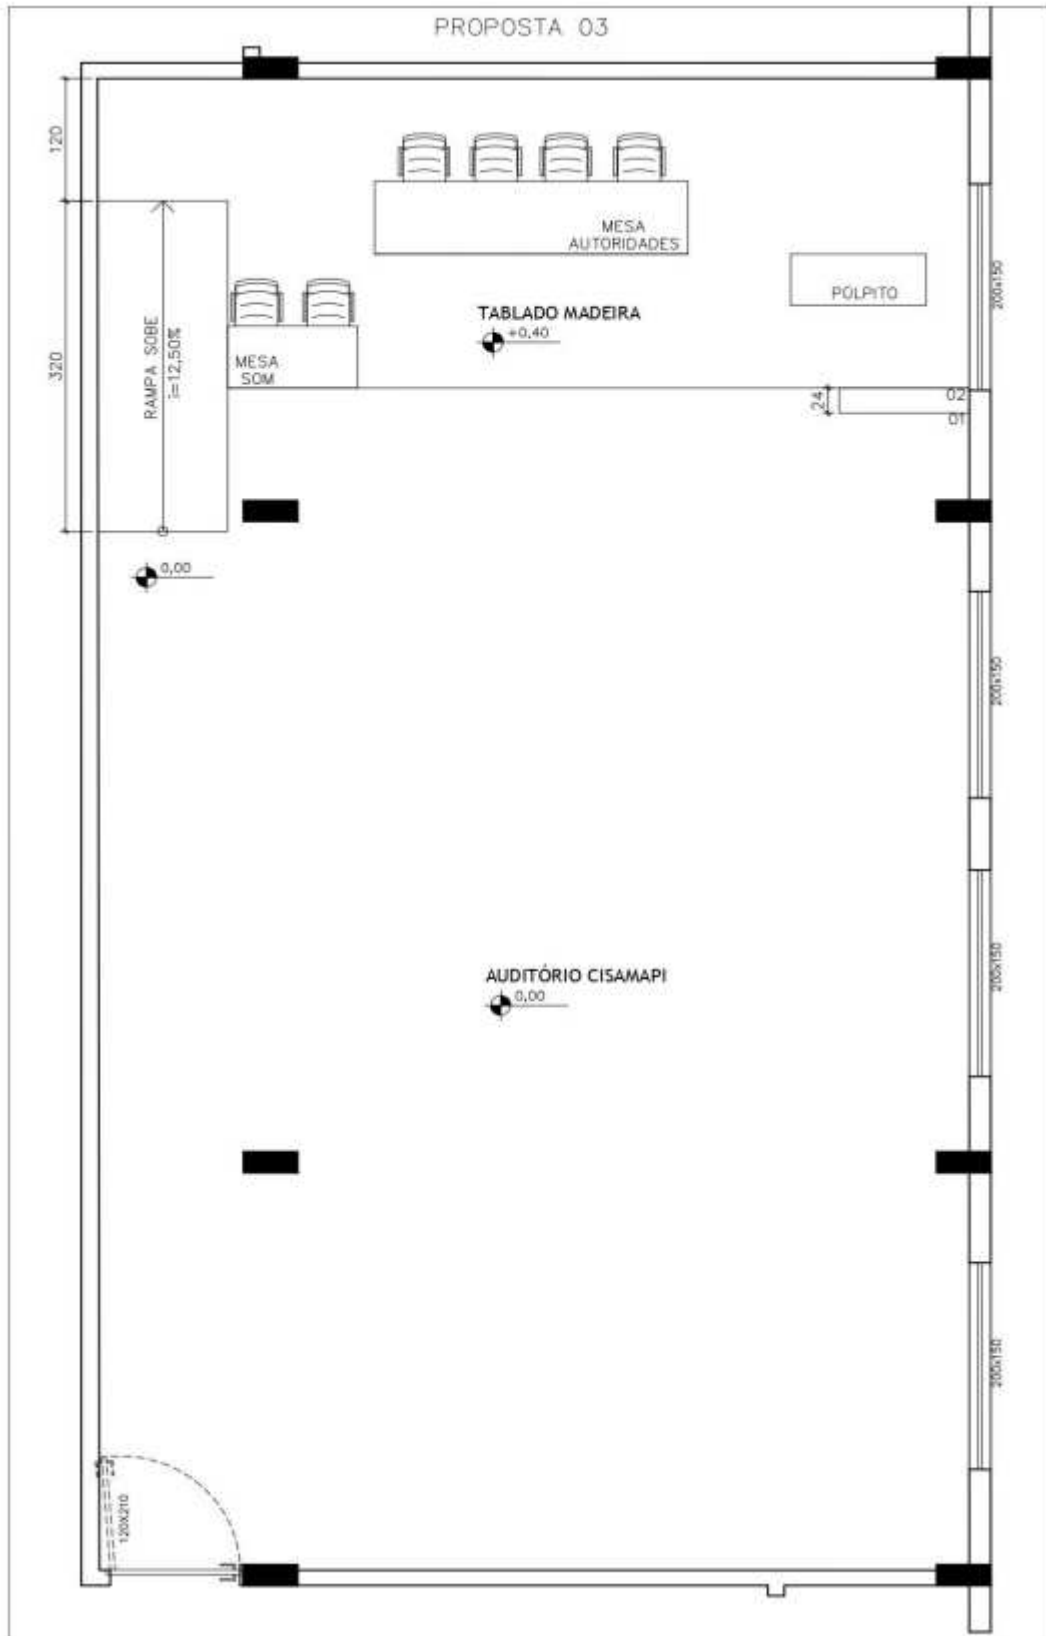 PROPOSTA 03
120
MESA
AUTORIDADES
PÚLPITO
200x150
TABLADO MADEIRA
+0,40
320
RAMPA SOBE
i=12,50%
MESA
SOM
24
02
01
0,00
200x150
AUDITÓRIO CISAMAPI
0,00
200x150
200x150
120X210